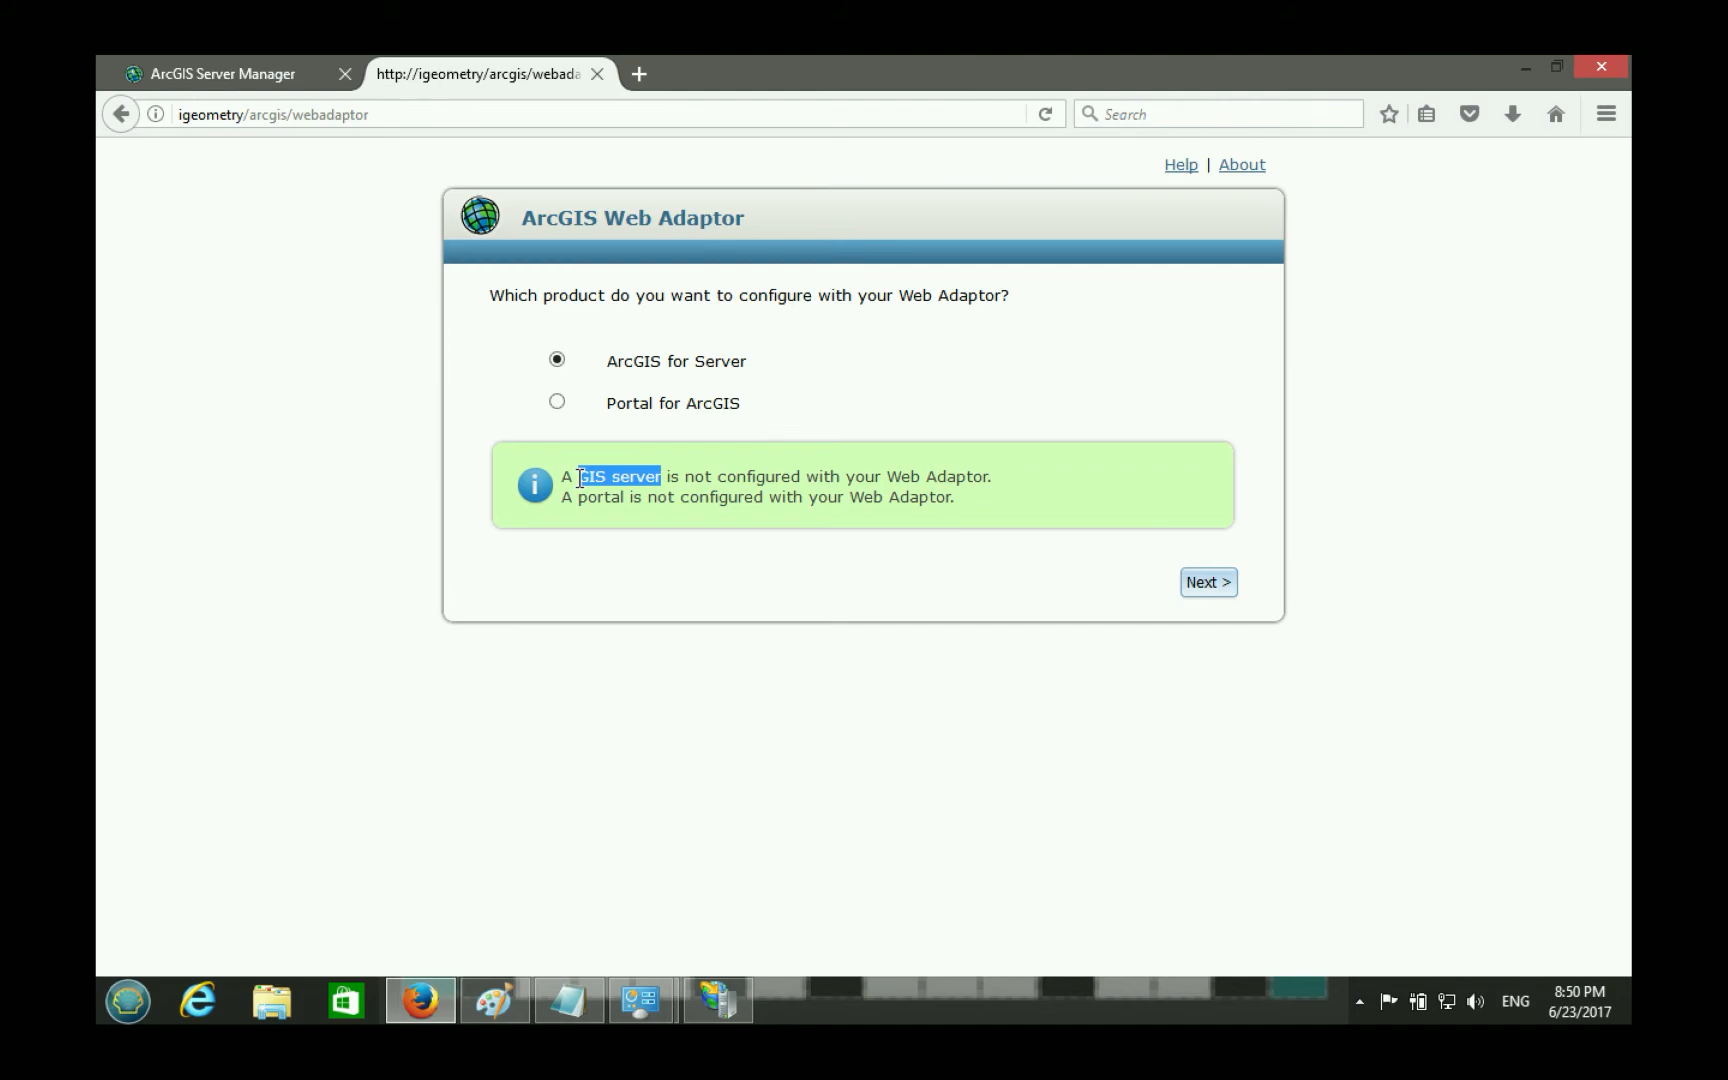 ArcGIS Server Manager
http://igeometry/arcgis/webada
igeometry/arcgis/webadaptor
Search
Help | About
ArcGIS Web Adaptor
Which product do you want to configure with your Web Adaptor?
ArcGIS for Server
Portal for ArcGIS
A GIS server is not configured with your Web Adaptor.
A portal is not configured with your Web Adaptor.
Next >
ENG
8:50 PM
6/23/2017